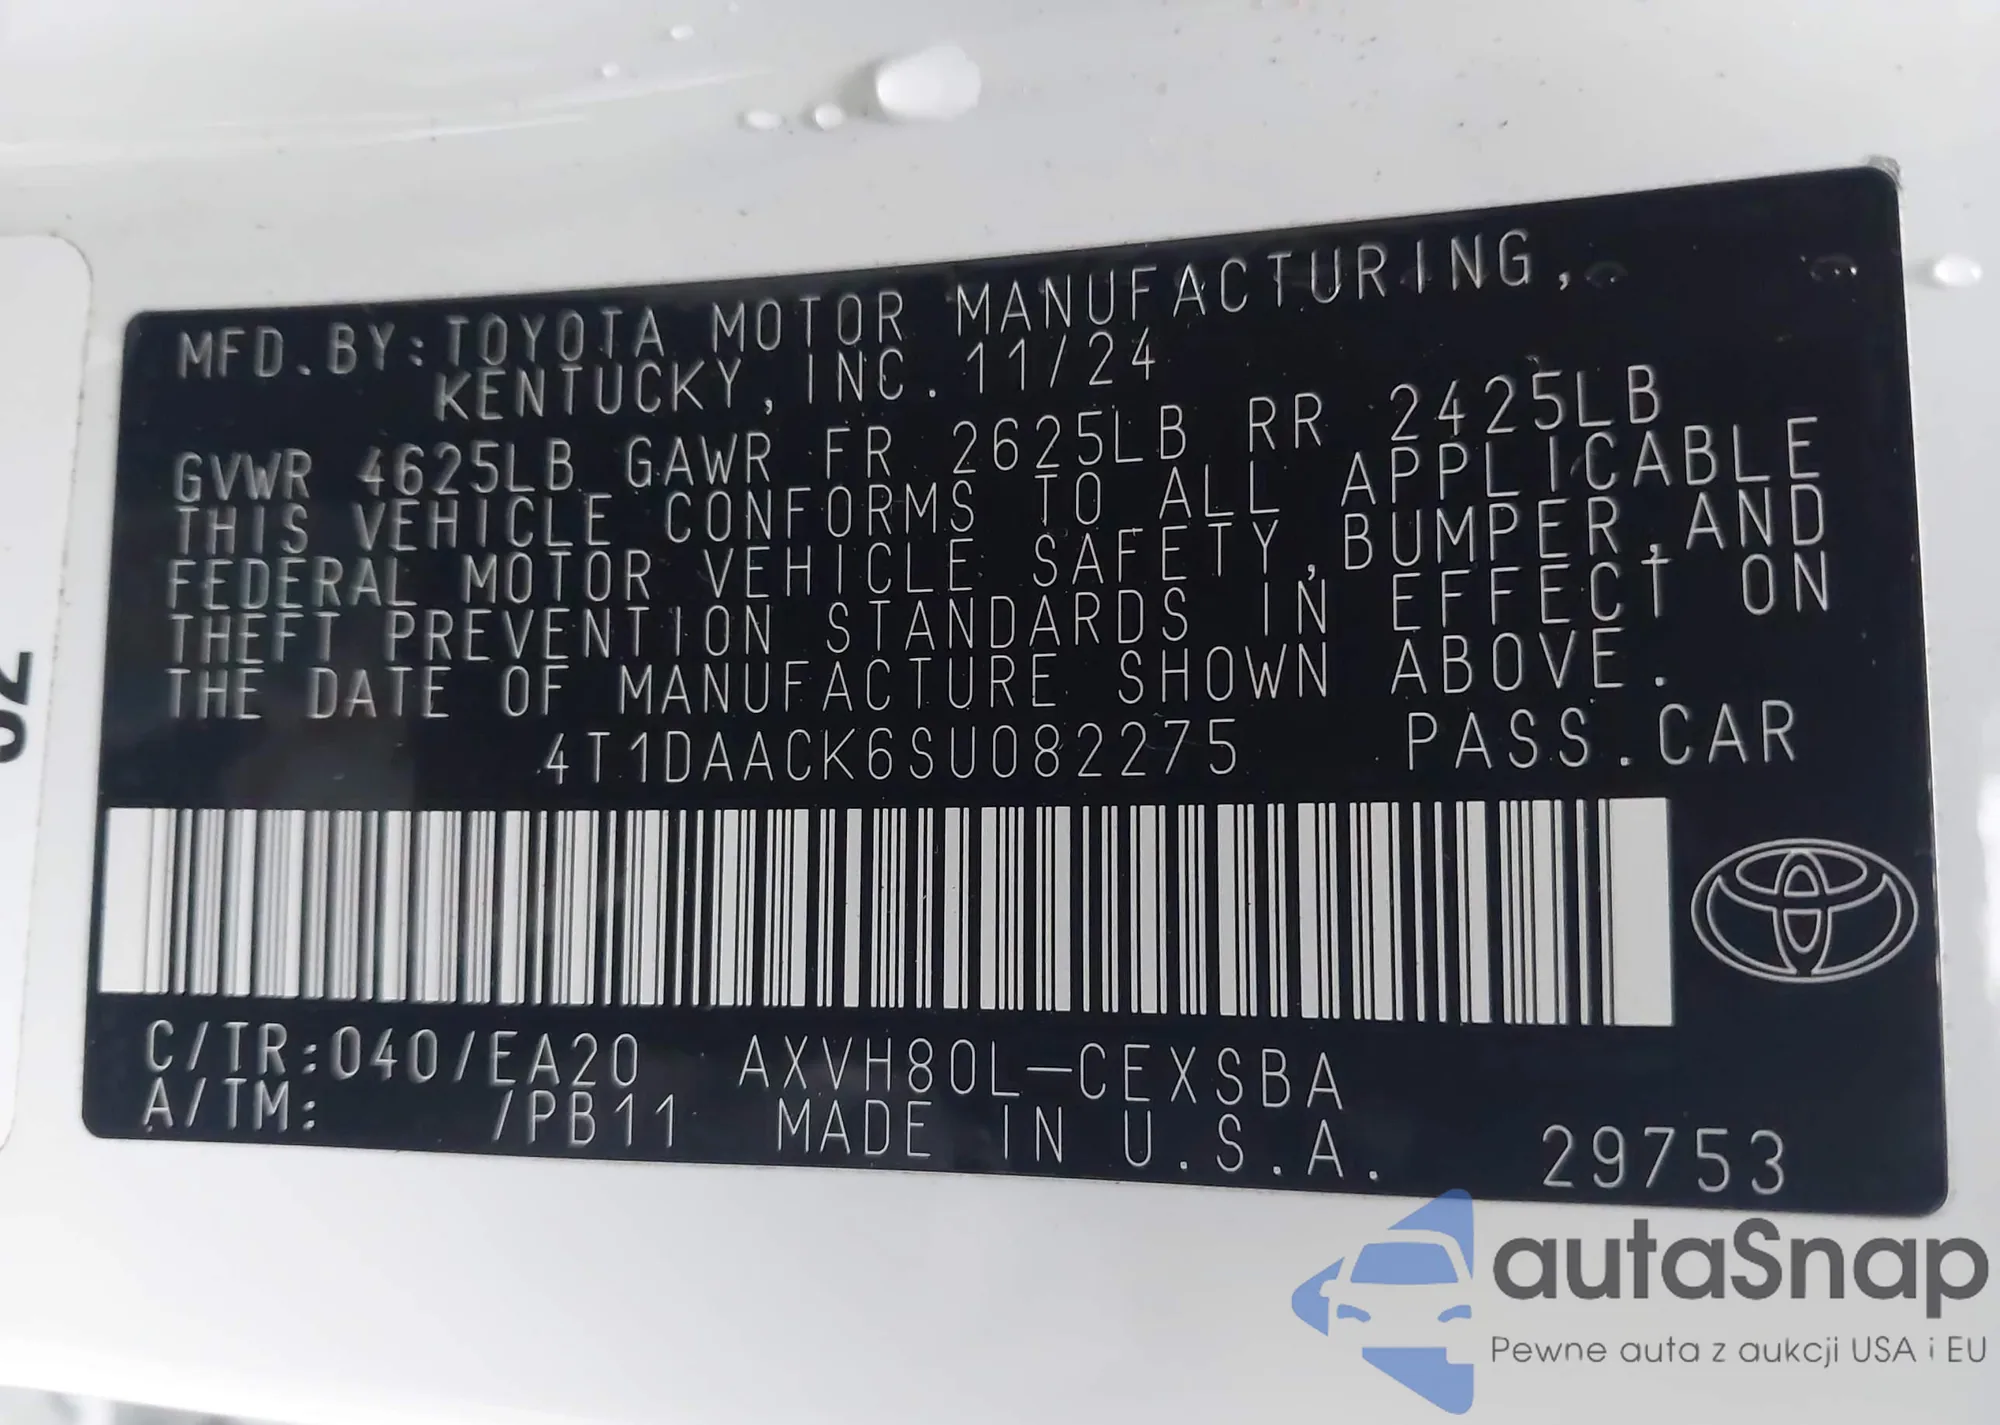 MFD.BY:TOYOTA MOTOR MANUFACTURING,
KENTUCKY,INC.11/24
GVWR 4625LB GAWR FR 2625LB RR 2425LB
THIS VEHICLE CONFORMS TO ALL APPLICABLE
FEDERAL MOTOR VEHICLE SAFETY,BUMPER,AND
THEFT PREVENTION STANDARDS IN EFFECT ON
THE DATE OF MANUFACTURE SHOWN ABOVE.
4T1DAACK6SU082275 PASS.CAR
C/TR:040/EA20 AXVH80L-CEXSBA
A/TM: /PB11 MADE IN U.S.A. 29753
autaSnap
Pewne auta z aukcji USA i EU